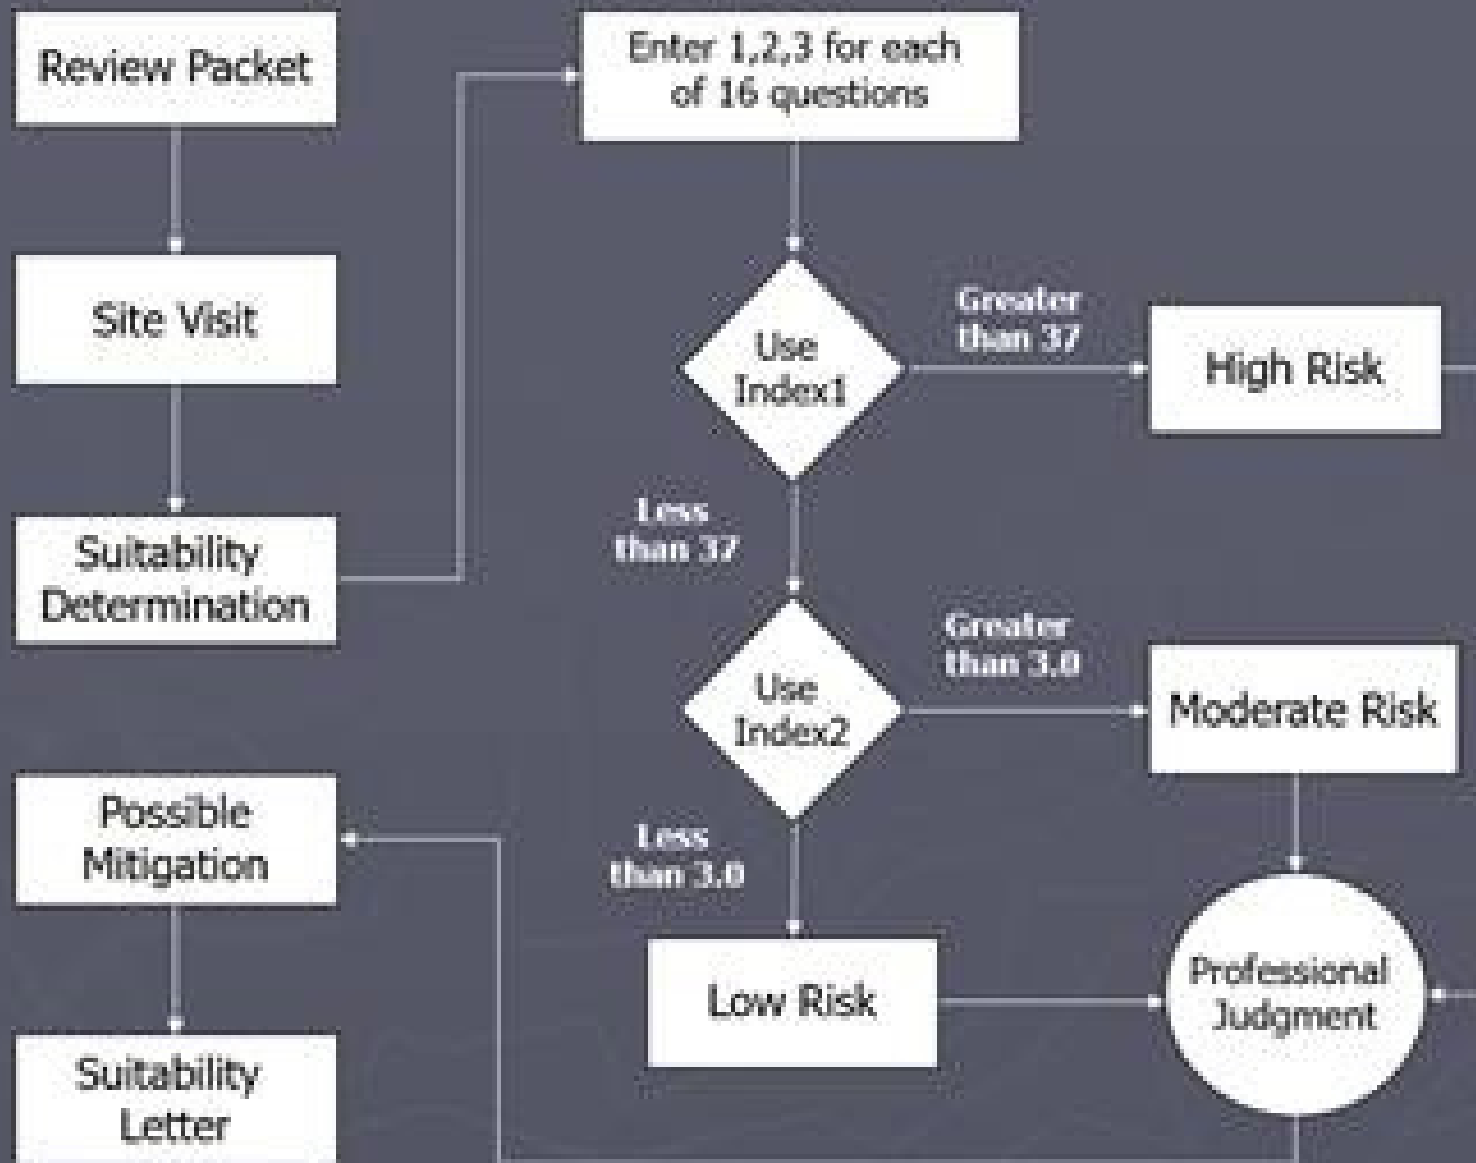 Review Packet
Site Visit
Suitability
Determination
Enter 1,2,3 for each
of 16 questions
Use
Index1
Greater
than 37
High Risk
Less
than 37
Use
Index2
Greater
than 3.0
Moderate Risk
Less
than 3.0
Low Risk
Professional
Judgment
Possible
Mitigation
Suitability
Letter